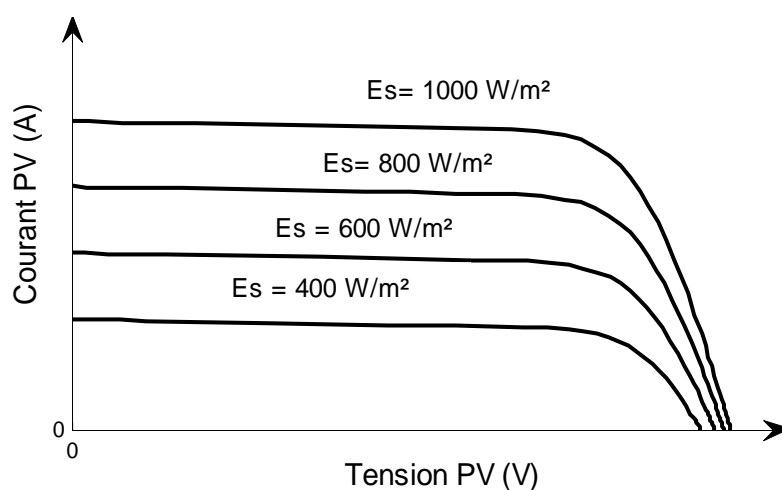 Es= 1000 W/m²
Es= 800 W/m²
Es = 600 W/m²
Es = 400 W/m²
Courant PV (A)
0
0
Tension PV (V)